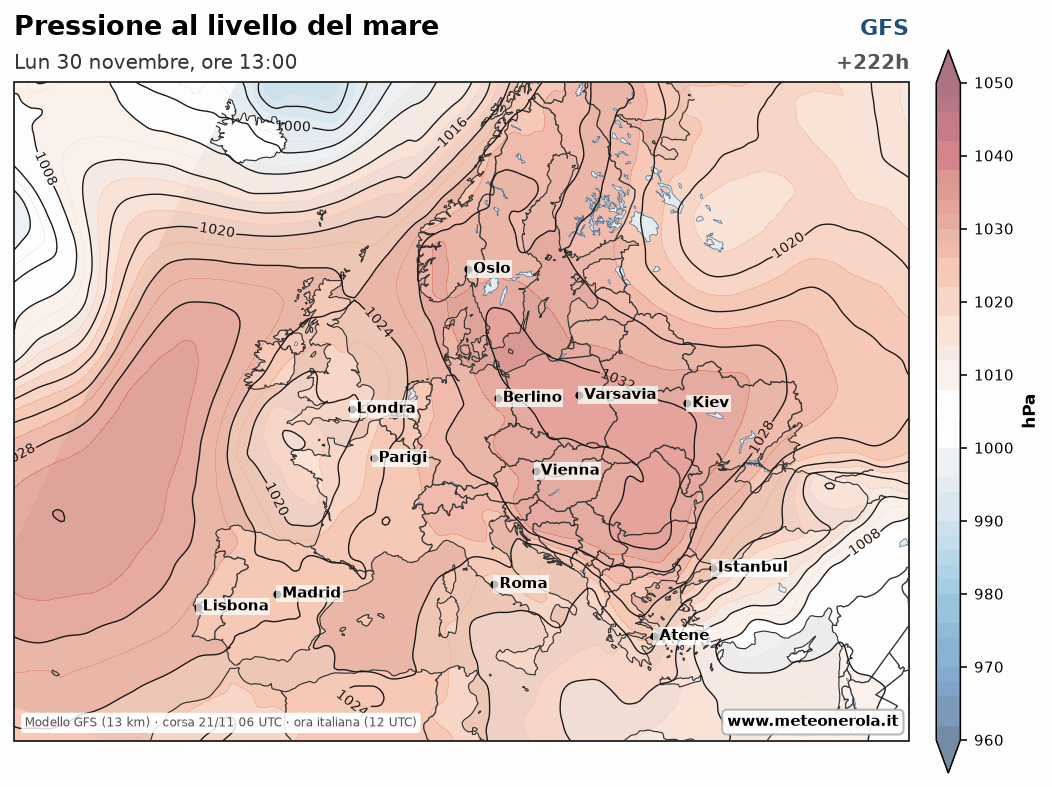 Pressione al livello del mare
GFS
Lun 30 novembre, ore 13:00
+222h
1050
1040
1030
1020
1010
1000
990
980
970
960
hPa
1000
1016
1008
1020
1020
Oslo
1024
1032
Berlino
Varsavia
Kiev
Londra
1028
028
Parigi
Vienna
1020
1008
Istanbul
Roma
Madrid
Lisbona
Atene
1024
Modello GFS (13 km) · corsa 21/11 06 UTC · ora italiana (12 UTC)
www.meteonerola.it